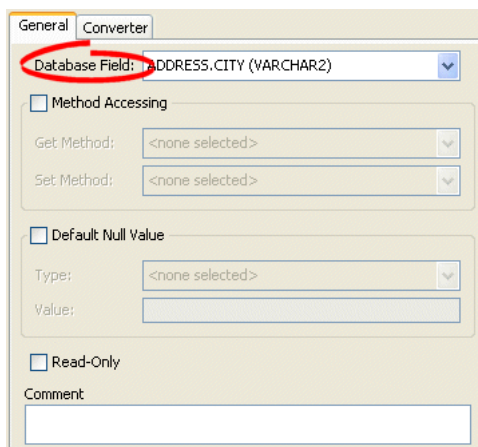 General Converter
Database Field: ADDRESS.CITY (VARCHAR2)
Method Accessing
Get Method: <none selected>
Set Method: <none selected>
Default Null Value
Type: <none selected>
Value:
Read-Only
Comment